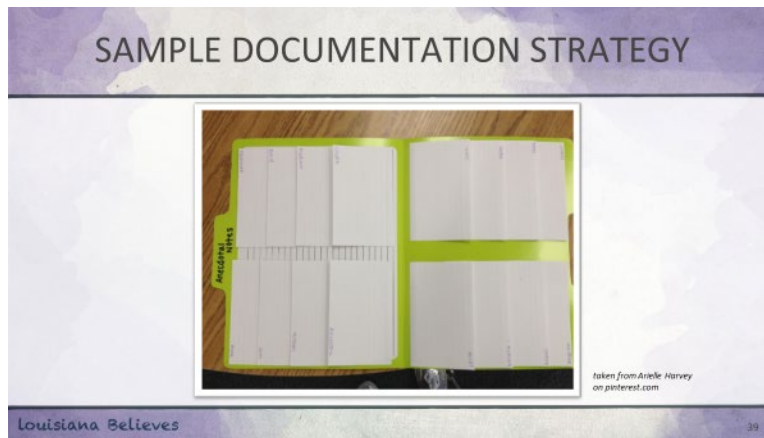 SAMPLE DOCUMENTATION STRATEGY
Anecdotal
Notes
taken from Arielle Harvey
on pinterest.com
Louisiana Believes
39